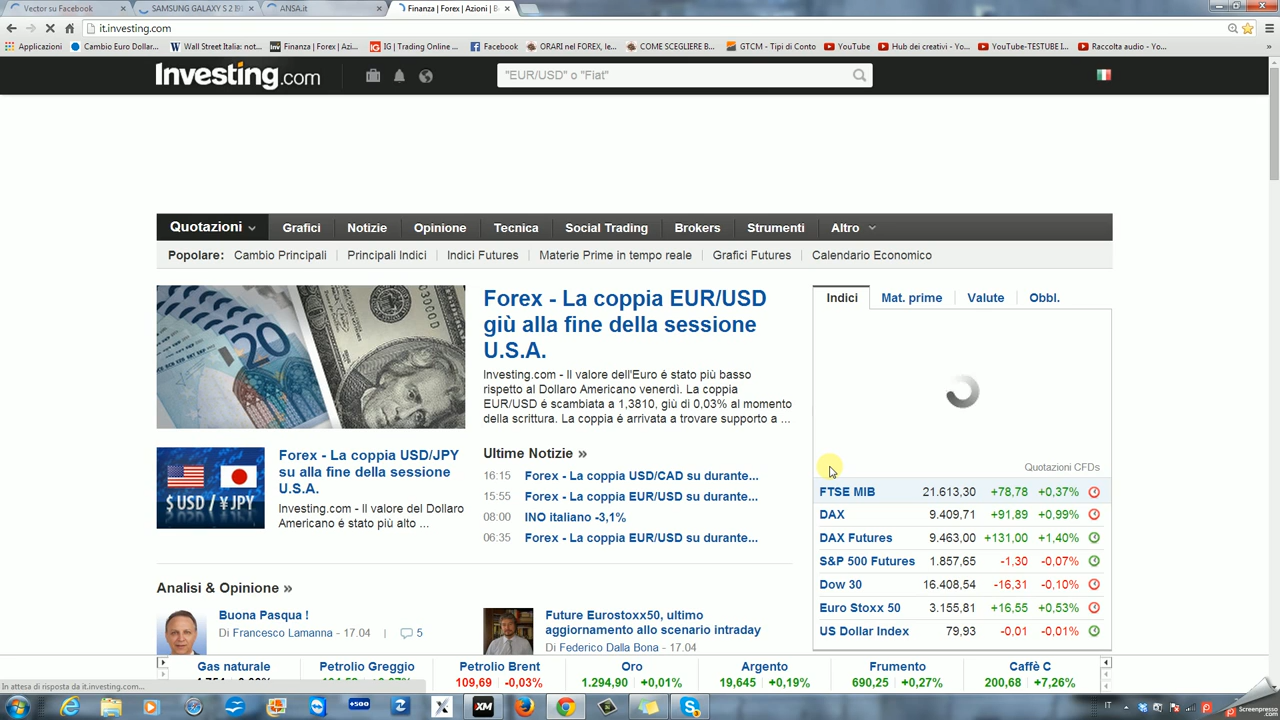 Vector su Facebook
SAMSUNG GALAXY S 2 BI
ANSA.it
Finanza | Forex | Azioni | B
it.investing.com
Applicazioni
Cambio Euro Dollar...
Wall Street Italia: not...
Finanza | Forex | Azi...
IG | Trading Online ...
Facebook
ORARI nel FOREX, le...
COME SCEGLIERE B...
GTCM - Tipi di Conto
YouTube
Hub dei creativi - Yo...
YouTube-TESTUBE I...
Raccolta audio - Yo...
Investing.com
"EUR/USD" o "Fiat"
Quotazioni Grafici Notizie Opinione Tecnica Social Trading Brokers Strumenti Altro
Popolare: Cambio Principali Principali Indici Indici Futures Materie Prime in tempo reale Grafici Futures Calendario Economico
Forex - La coppia EUR/USD
giù alla fine della sessione
U.S.A.
Investing.com - Il valore dell'Euro é stato più basso
rispetto al Dollaro Americano venerdì. La coppia
EUR/USD é scambiata a 1,3810, giu di 0,03% al momento
della scrittura. La coppia é arrivata a trovare supporto a ...
$ USD / ¥ JPY
Forex - La coppia USD/JPY
su alla fine della sessione
U.S.A.
Investing.com - Il valore del Dollaro
Americano é stato più alto ...
Ultime Notizie »
16:15 Forex - La coppia USD/CAD su durante...
15:55 Forex - La coppia EUR/USD su durante...
08:00 INO italiano -3,1%
06:35 Forex - La coppia EUR/USD su durante...
Indici Mat. prime Valute Obbl.
Quotazioni CFDs
FTSE MIB 21.613,30 +78,78 +0,37%
DAX 9.409,71 +91,89 +0,99%
DAX Futures 9.463,00 +131,00 +1,40%
S&P 500 Futures 1.857,65 -1,30 -0,07%
Dow 30 16.408,54 -16,31 -0,10%
Euro Stoxx 50 3.155,81 +16,55 +0,53%
US Dollar Index 79,93 -0,01 -0,01%
Analisi & Opinione »
Buona Pasqua !
Di Francesco Lamanna - 17.04 | 5
Future Eurostoxx50, ultimo
aggiornamento allo scenario intraday
Di Federico Dalla Bona - 17.04
Gas naturale Petrolio Greggio Petrolio Brent Oro Argento Frumento Caffè C
109,69 -0,03% 1.294,90 +0,01% 19,645 +0,19% 690,25 +0,27% 200,68 +7,26%
In attesa di risposta da it.investing.com...
+500
XM
IT
Screenpresso.com